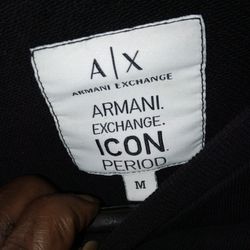 A|X
ARMANI EXCHANGE
ARMANI.
EXCHANGE.
ICON.
PERIOD
M